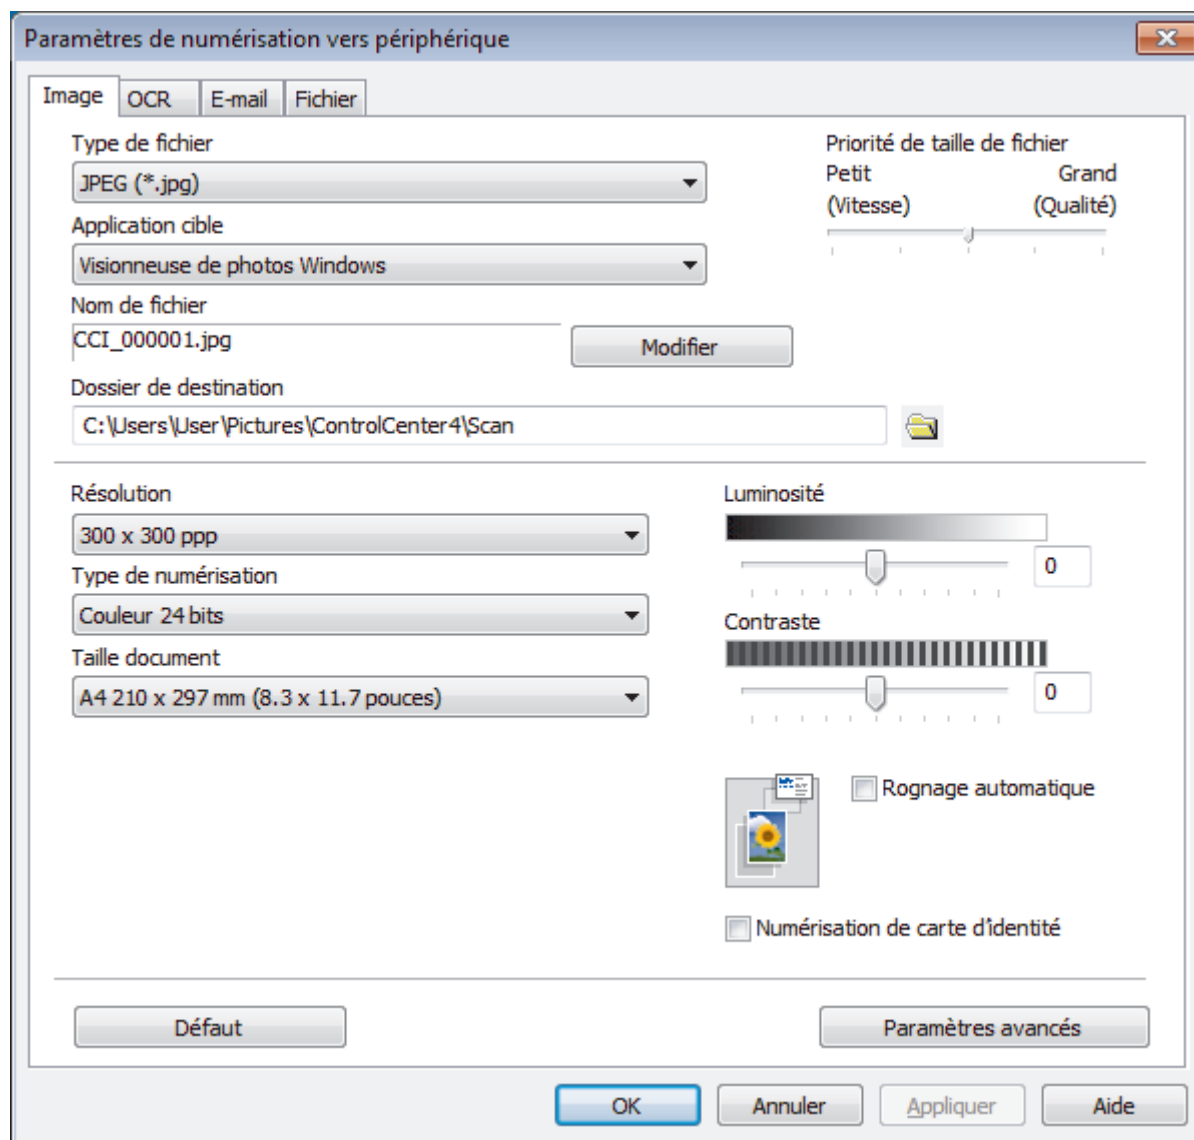 Paramètres de numérisation vers périphérique
Image OCR E-mail Fichier
Type de fichier
JPEG (*.jpg)
Application cible
Visionneuse de photos Windows
Nom de fichier
CCI_000001.jpg
Modifier
Dossier de destination
C:\Users\User\Pictures\ControlCenter4\Scan
Priorité de taille de fichier
Petit Grand
(Vitesse) (Qualité)
Résolution
300 x 300 ppp
Type de numérisation
Couleur 24 bits
Taille document
A4 210 x 297 mm (8.3 x 11.7 pouces)
Luminosité
0
Contraste
0
Rognage automatique
Numérisation de carte d'identité
Défaut
Paramètres avancés
OK Annuler Appliquer Aide